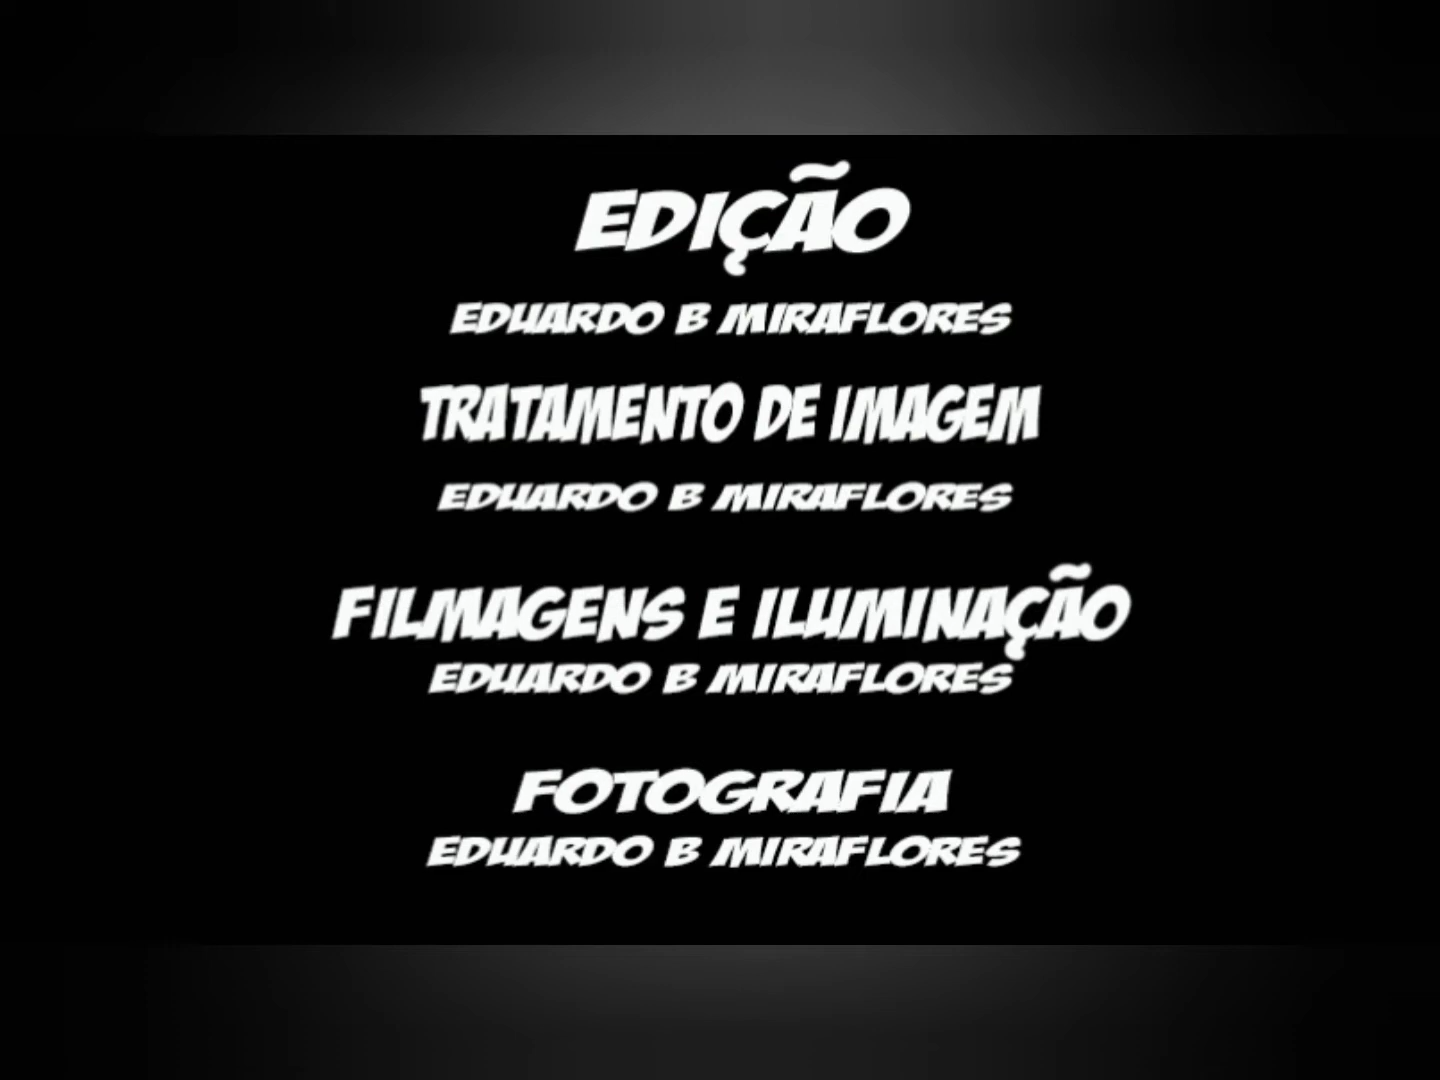 EDIÇÃO
EDUARDO B MIRAFLORES
TRATAMENTO DE IMAGEM
EDUARDO B MIRAFLORES
FILMAGENS E ILUMINAÇÃO
EDUARDO B MIRAFLORES
FOTOGRAFIA
EDUARDO B MIRAFLORES